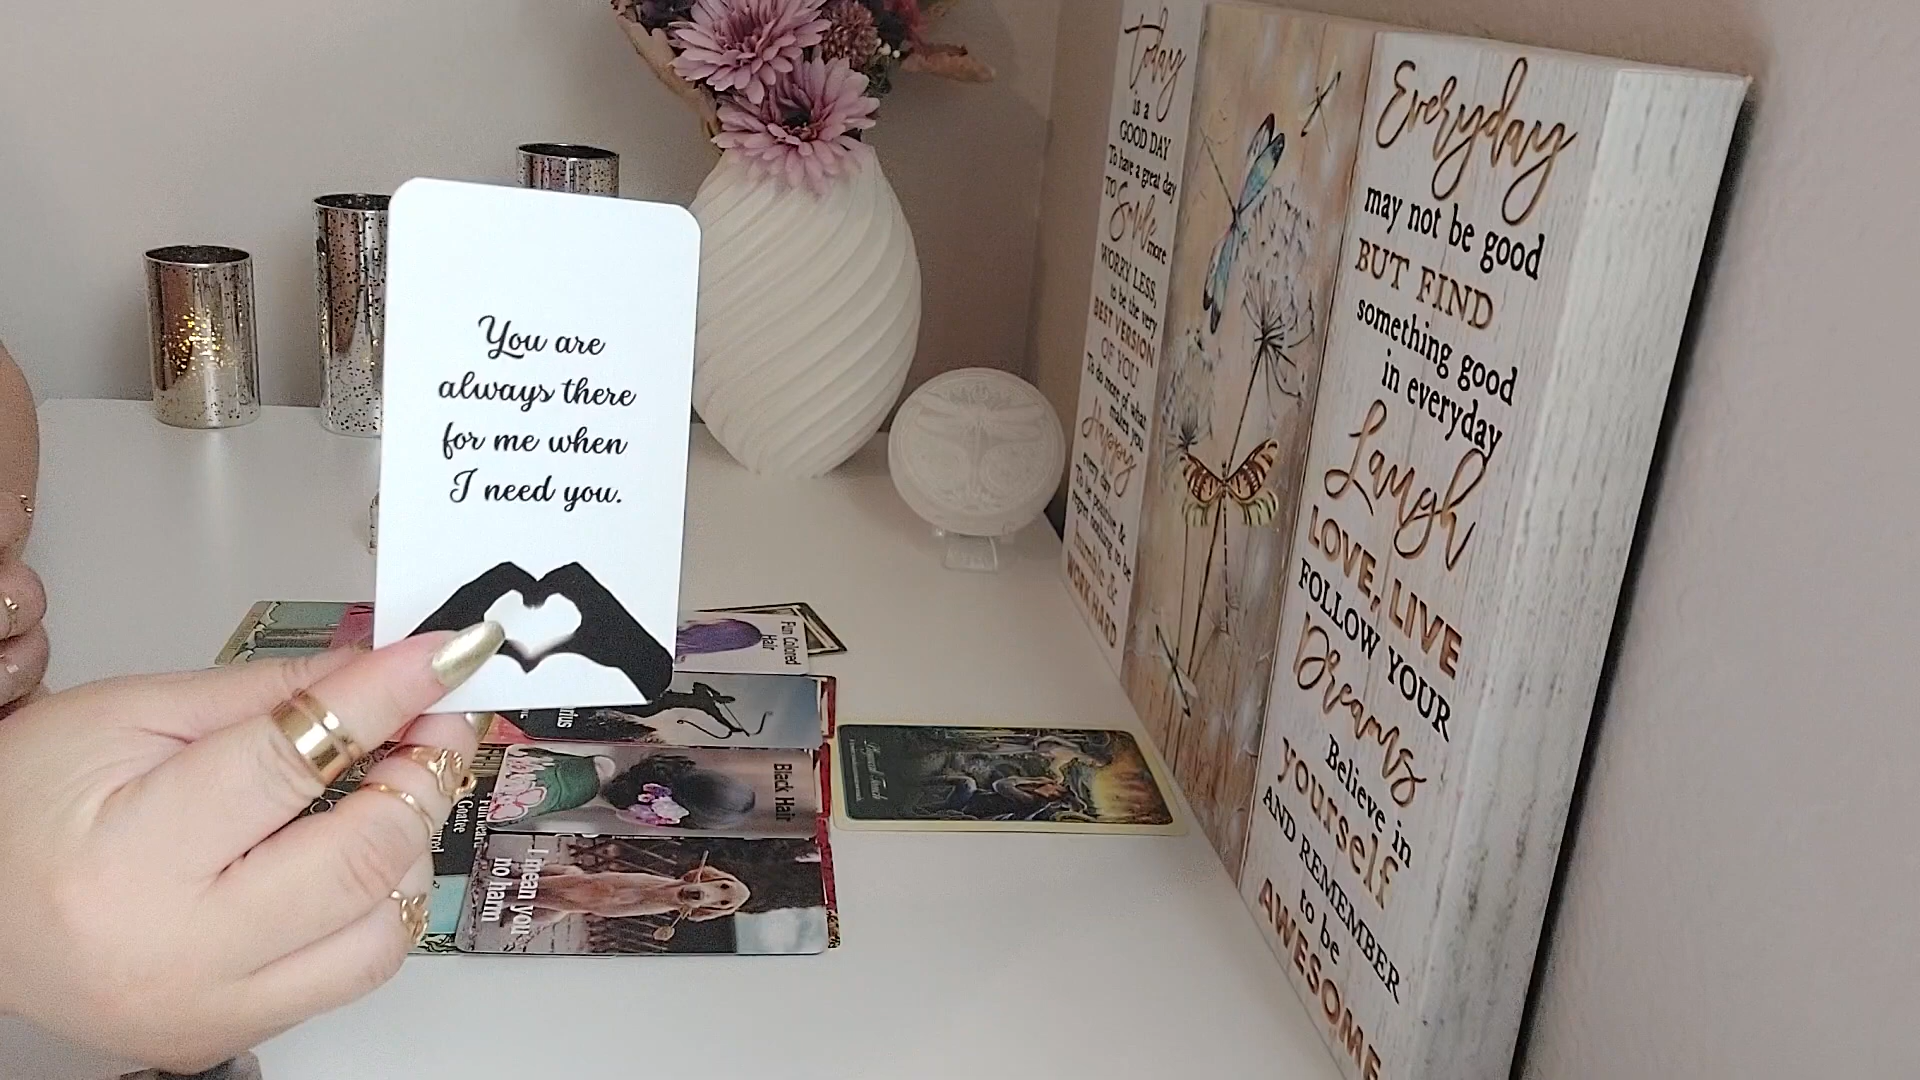 You are
always there
for me when
I need you.
Today
is a
GOOD DAY
To have a great day
TO Smile more
WORRY LESS,
to be the very
BEST VERSION
OF YOU
To do more of what
makes you
Happy
every day
To be positive &
humble &
WORK HARD
Everyday
may not be good
BUT FIND
something good
in everyday
Laugh
LOVE, LIVE
FOLLOW YOUR
Dreams
Believe in
yourself
AND REMEMBER
to be
AWESOME
Fun Colored
Hair
Black Hair
I mean you
no harm
Goatee